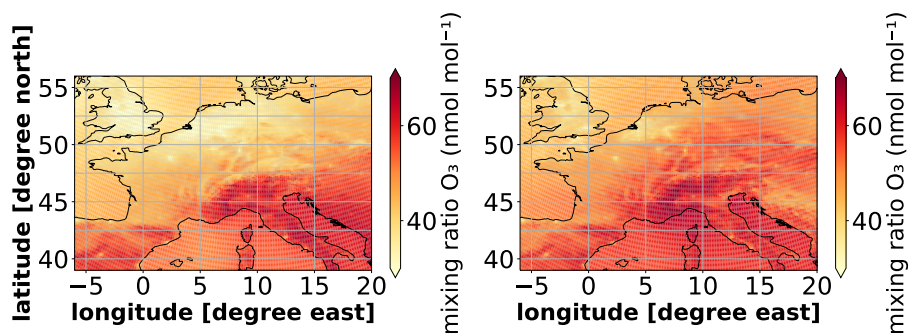 latitude [degree north]
55
50
45
40
−5 0 5 10 15 20
longitude [degree east]
60
40
mixing ratio O₃ (nmol mol⁻¹)
55
50
45
40
−5 0 5 10 15 20
longitude [degree east]
60
40
mixing ratio O₃ (nmol mol⁻¹)